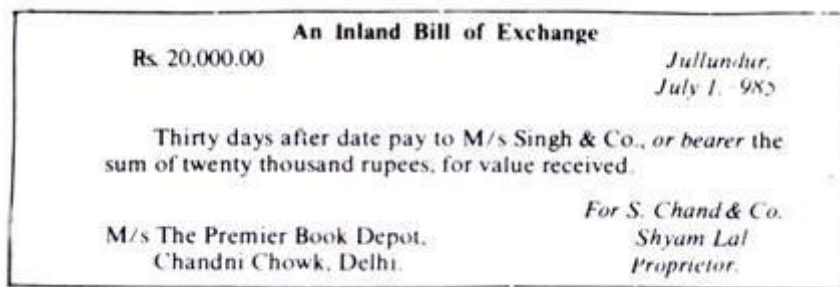 An Inland Bill of Exchange
Rs. 20,000.00 Jullundur,
July 1,
Thirty days after date pay to M/s Singh & Co., or bearer the
sum of twenty thousand rupees, for value received.
For S. Chand & Co.
M/s The Premier Book Depot, Shyam Lal
Chandni Chowk, Delhi. Proprietor.